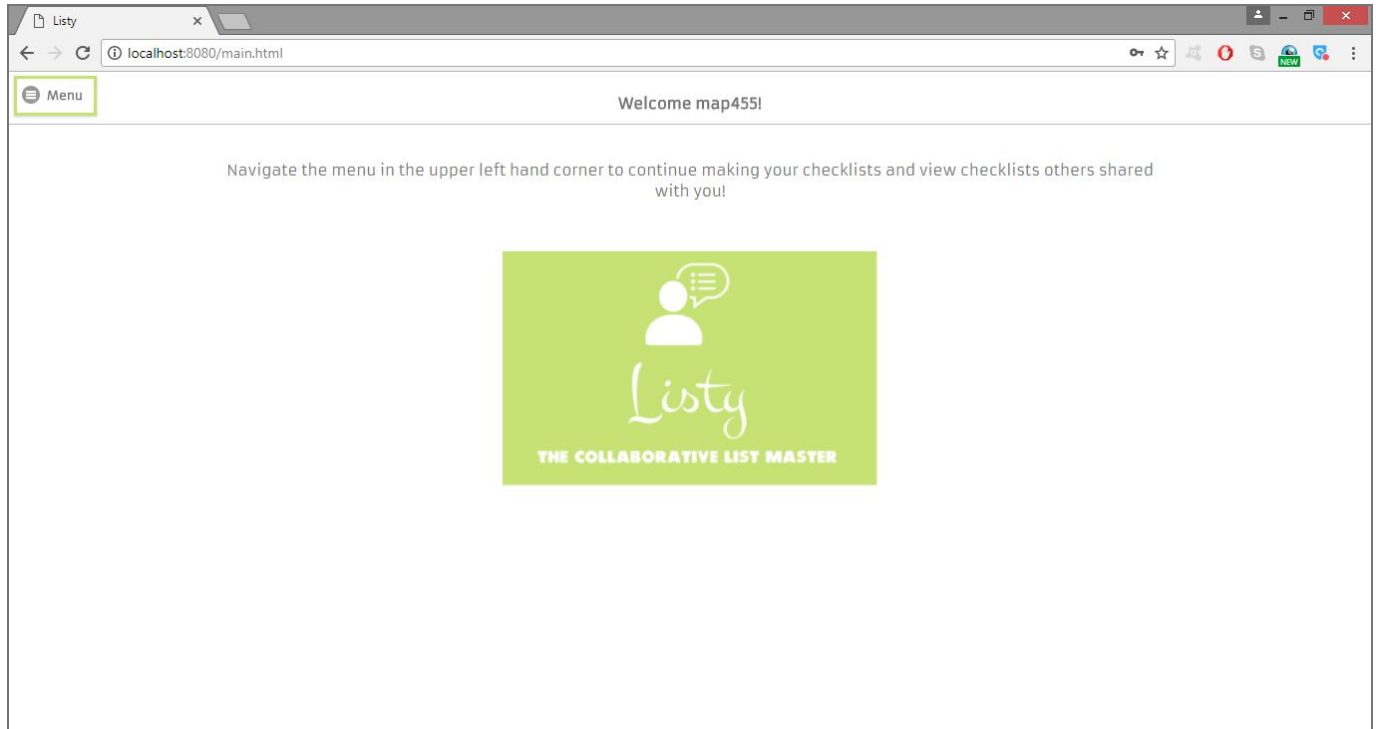 Listy
localhost:8080/main.html
NEW
Menu
Welcome map455!
Navigate the menu in the upper left hand corner to continue making your checklists and view checklists others shared
with you!
Listy
THE COLLABORATIVE LIST MASTER